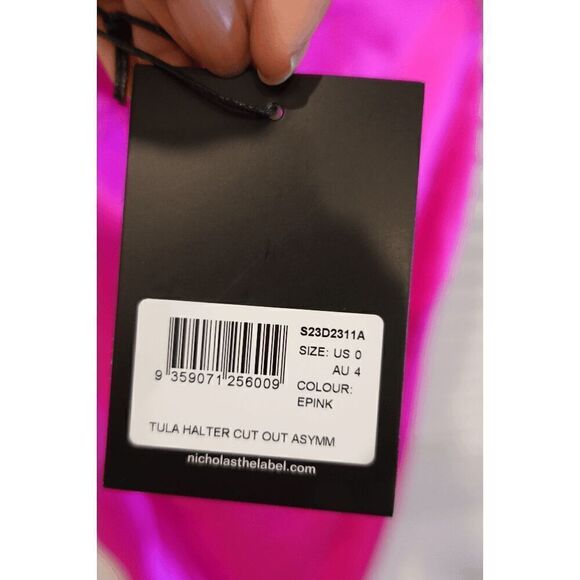 S23D2311A
SIZE: US 0
AU 4
COLOUR:
EPINK
9 359071 256009
TULA HALTER CUT OUT ASYMM
nicholasthelabel.com